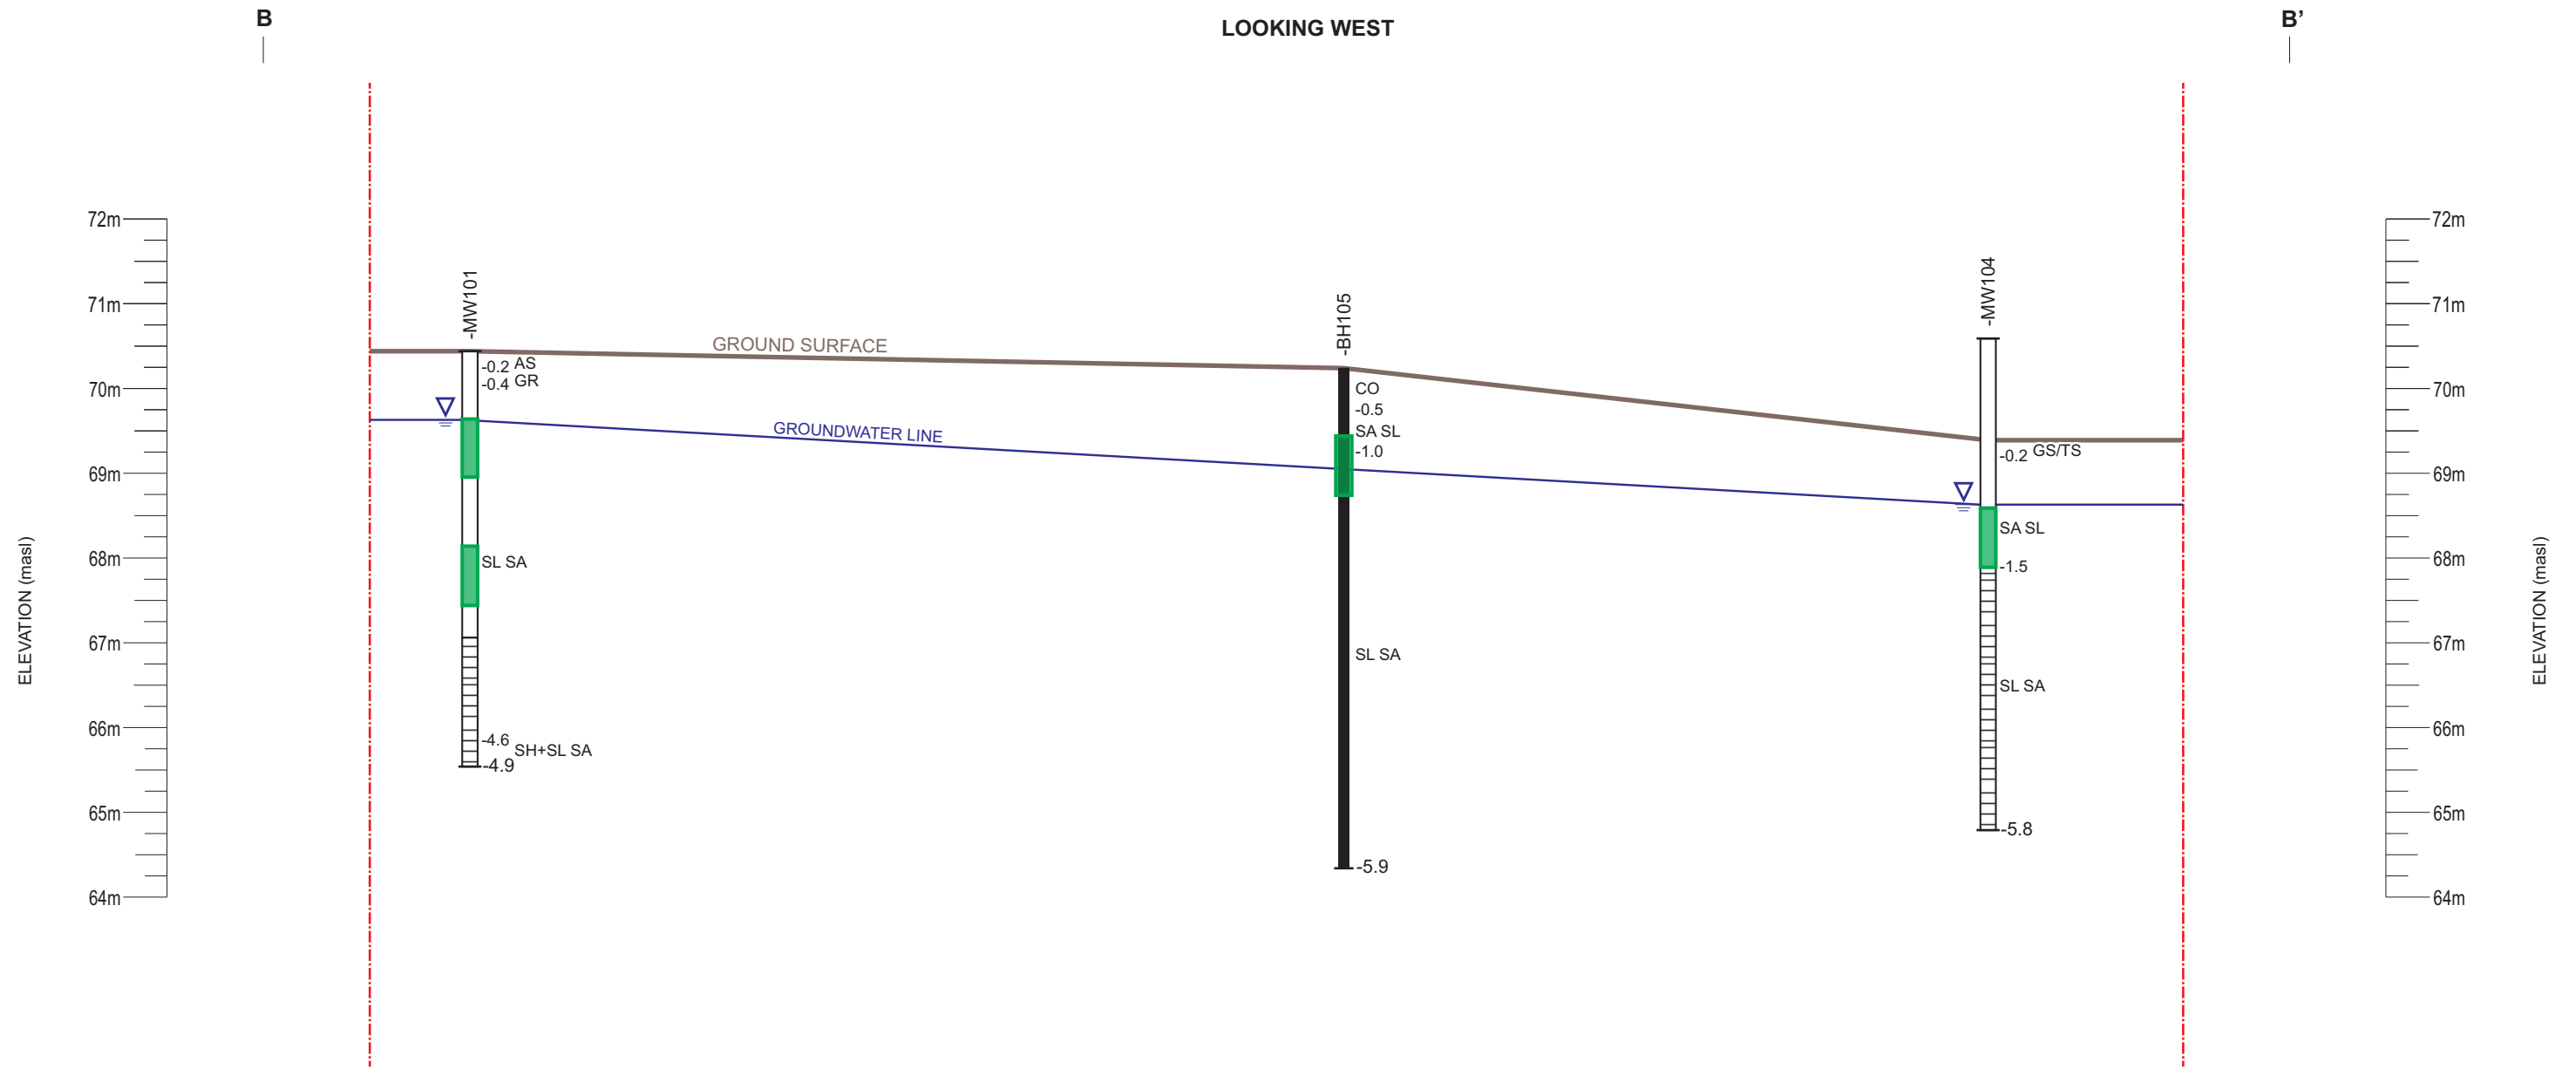 B
LOOKING WEST
B’
72m
71m
70m
69m
68m
67m
66m
65m
64m
ELEVATION (masl)
-MW101
GROUND SURFACE
-0.2 AS
-0.4 GR
GROUNDWATER LINE
SL SA
-4.6
SH+SL SA
-4.9
-BH105
CO
-0.5
SA SL
-1.0
SL SA
-5.9
-MW104
-0.2 GS/TS
SA SL
-1.5
SL SA
-5.8
72m
71m
70m
69m
68m
67m
66m
65m
64m
ELEVATION (masl)